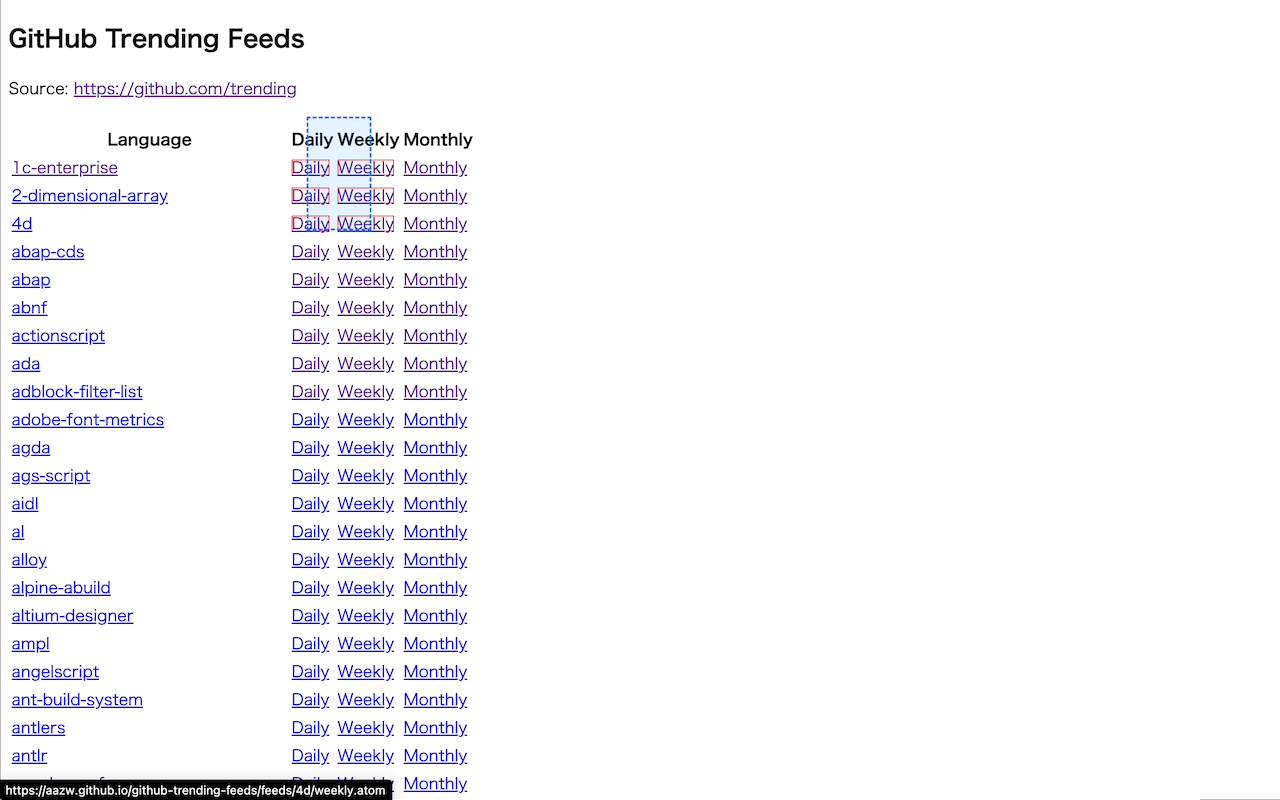 GitHub Trending Feeds
Source: https://github.com/trending
Language Daily Weekly Monthly
1c-enterprise Daily Weekly Monthly
2-dimensional-array Daily Weekly Monthly
4d Daily Weekly Monthly
abap-cds Daily Weekly Monthly
abap Daily Weekly Monthly
abnf Daily Weekly Monthly
actionscript Daily Weekly Monthly
ada Daily Weekly Monthly
adblock-filter-list Daily Weekly Monthly
adobe-font-metrics Daily Weekly Monthly
agda Daily Weekly Monthly
ags-script Daily Weekly Monthly
aidl Daily Weekly Monthly
al Daily Weekly Monthly
alloy Daily Weekly Monthly
alpine-abuild Daily Weekly Monthly
altium-designer Daily Weekly Monthly
ampl Daily Weekly Monthly
angelscript Daily Weekly Monthly
ant-build-system Daily Weekly Monthly
antlers Daily Weekly Monthly
antlr Daily Weekly Monthly
Daily Weekly Monthly
https://aazw.github.io/github-trending-feeds/feeds/4d/weekly.atom